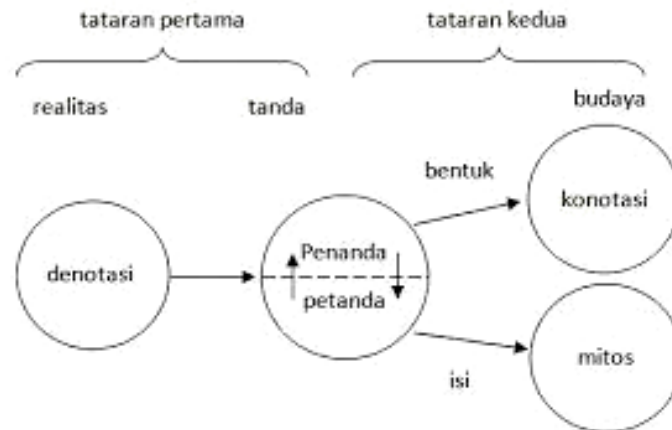 tataran pertama
tataran kedua
realitas
tanda
budaya
bentuk
konotasi
denotasi
Penanda
petanda
isi
mitos